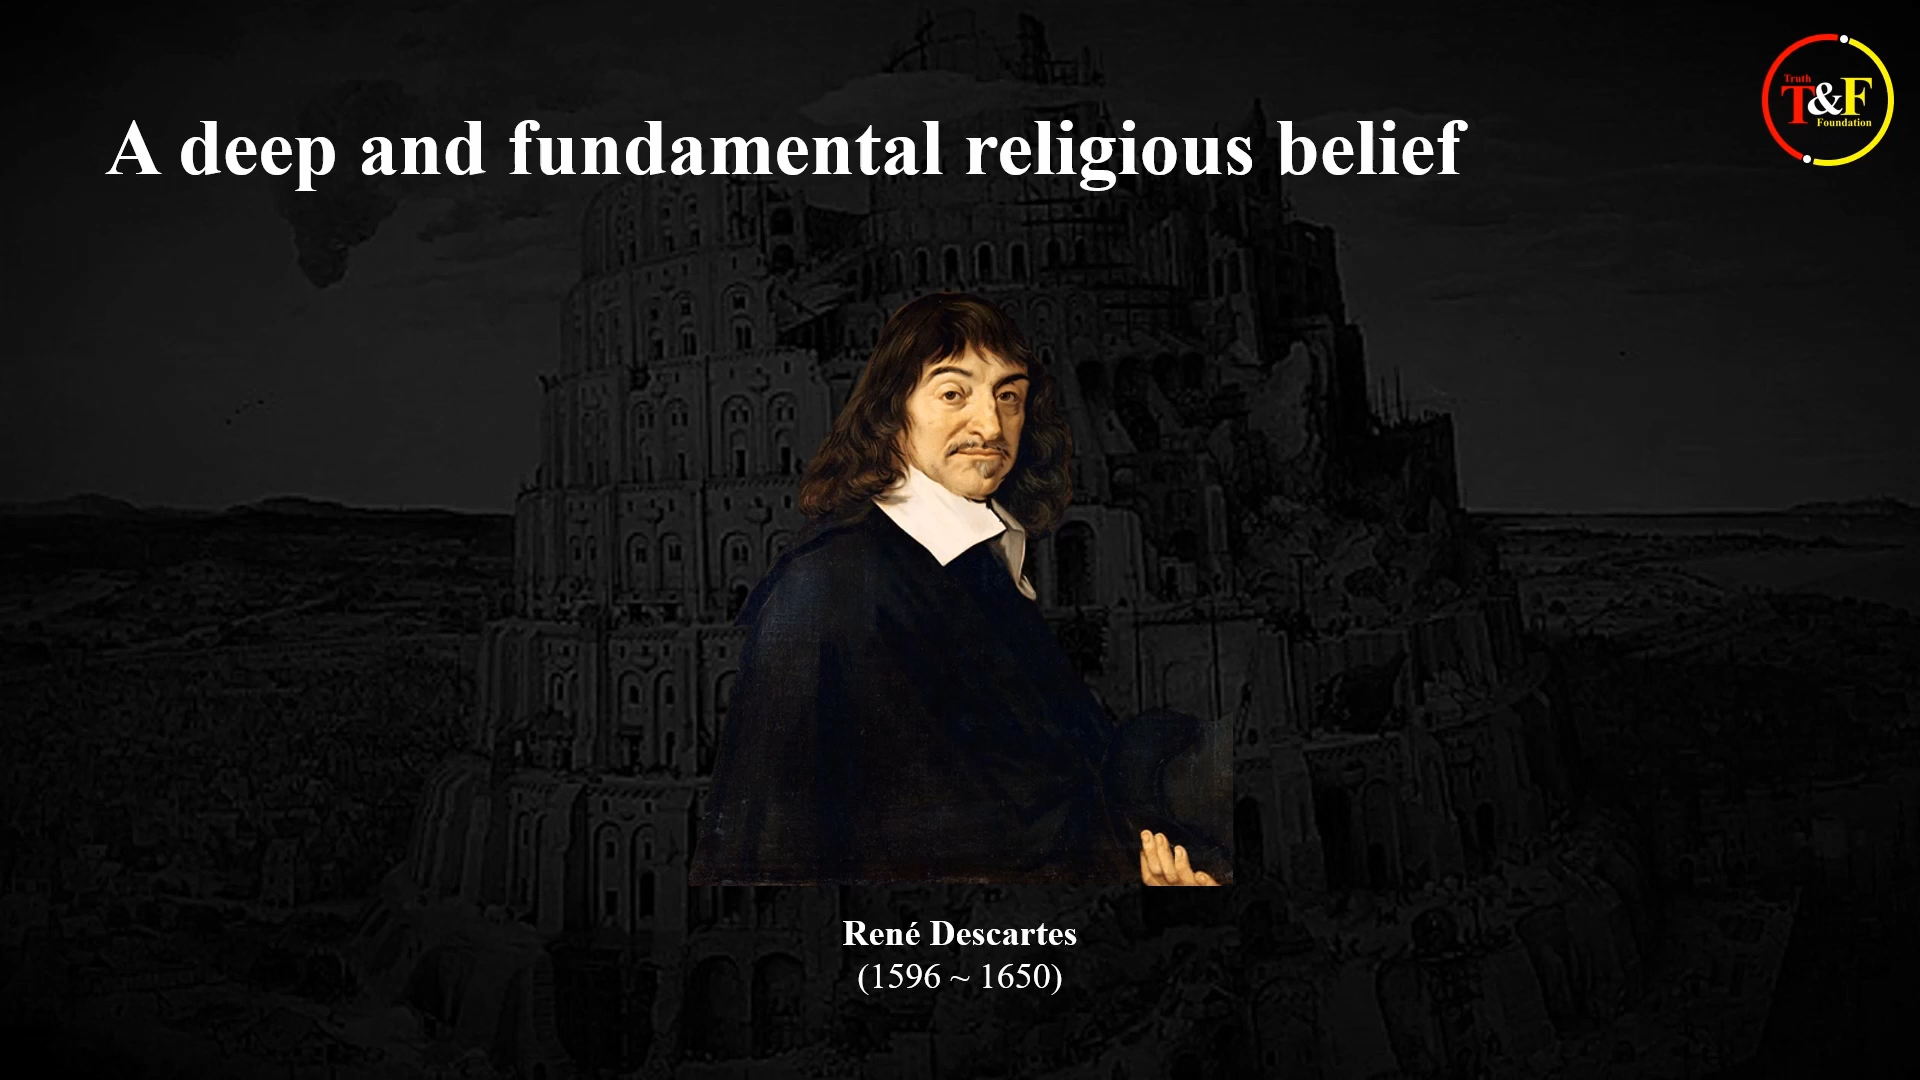 A deep and fundamental religious belief
Truth
T&F
Foundation
René Descartes
(1596 ~ 1650)